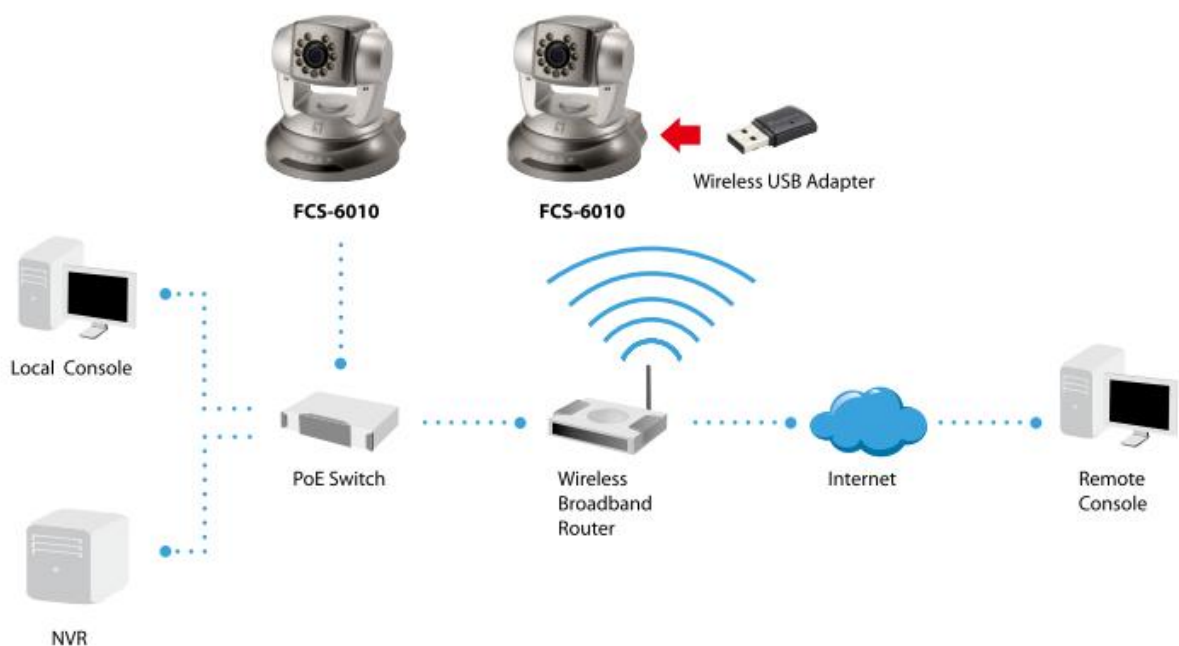 Wireless USB Adapter
FCS-6010
FCS-6010
Local Console
PoE Switch
Wireless
Broadband
Router
Internet
Remote
Console
NVR